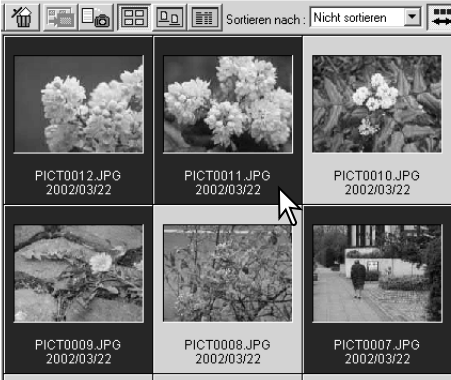 Sortieren nach : Nicht sortieren
PICT0012.JPG PICT0011.JPG PICT0010.JPG
2002/03/22 2002/03/22 2002/03/22
PICT0009.JPG PICT0008.JPG PICT0007.JPG
2002/03/22 2002/03/22 2002/03/22